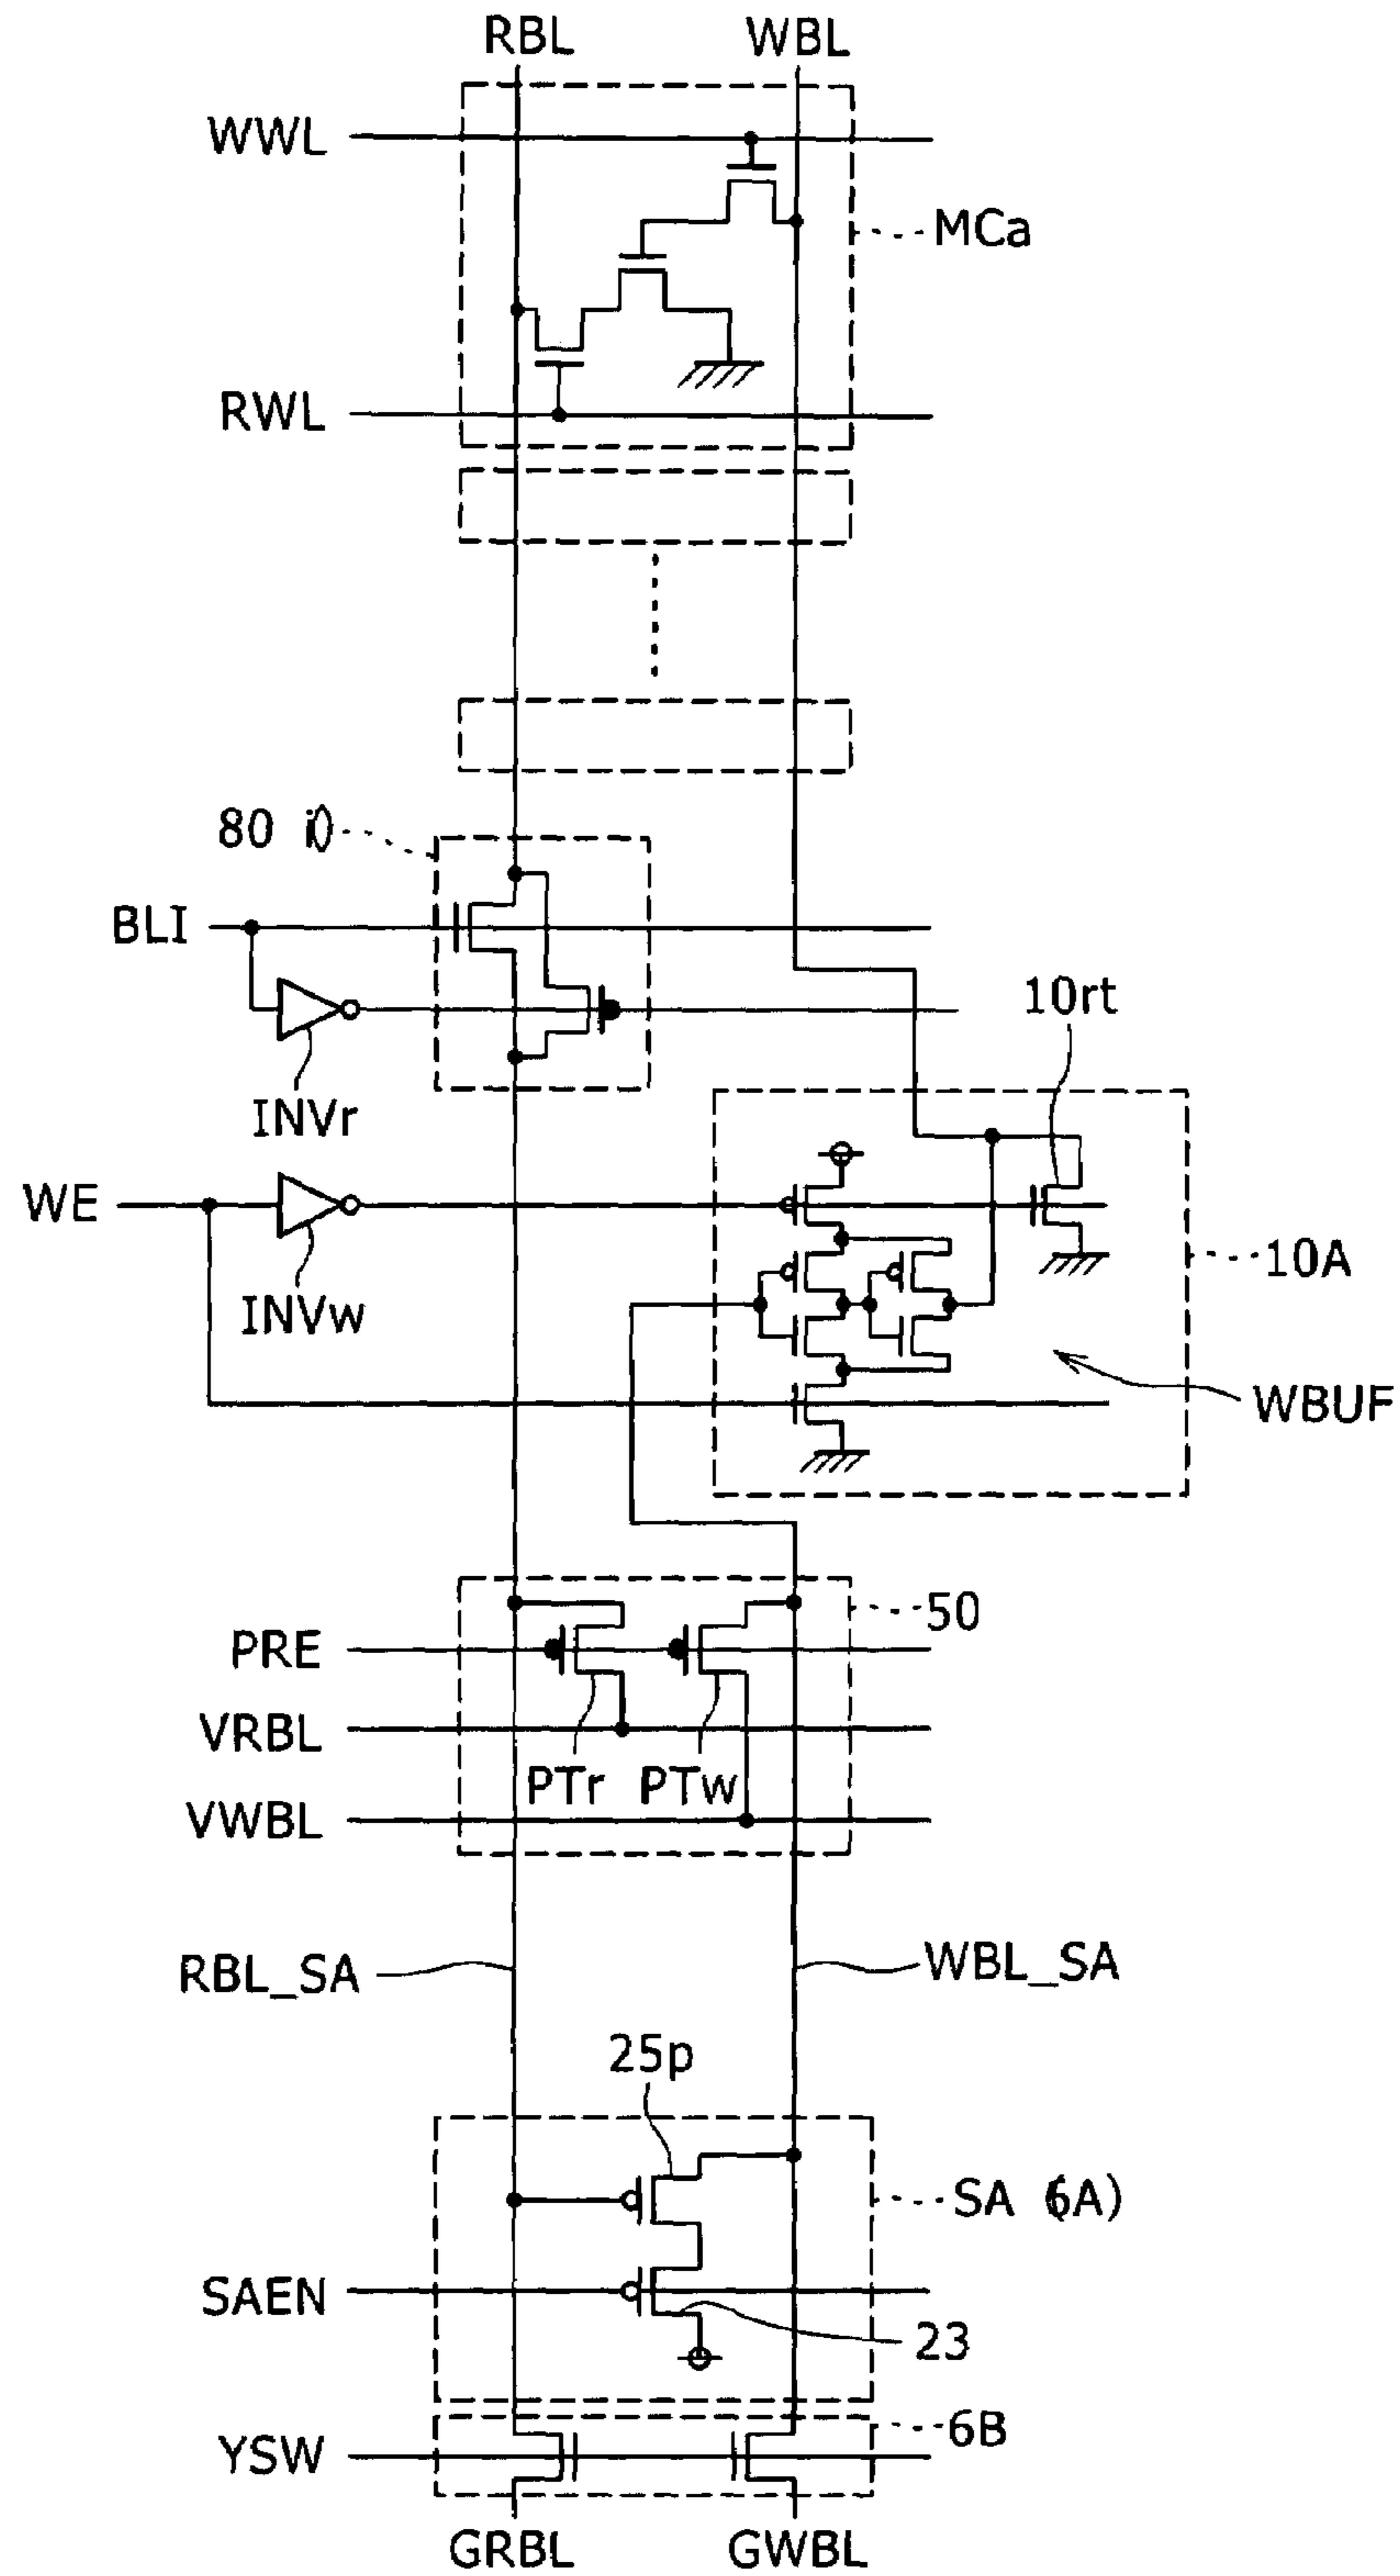 RBL WBL
WWL
MCa
RWL
80 i)
BLI
10rt
INVr
WE
10A
INVw
WBUF
50
PRE
VRBL
PTr PTw
VWBL
RBL_SA
WBL_SA
25p
SA (6A)
SAEN
23
6B
YSW
GRBL GWBL